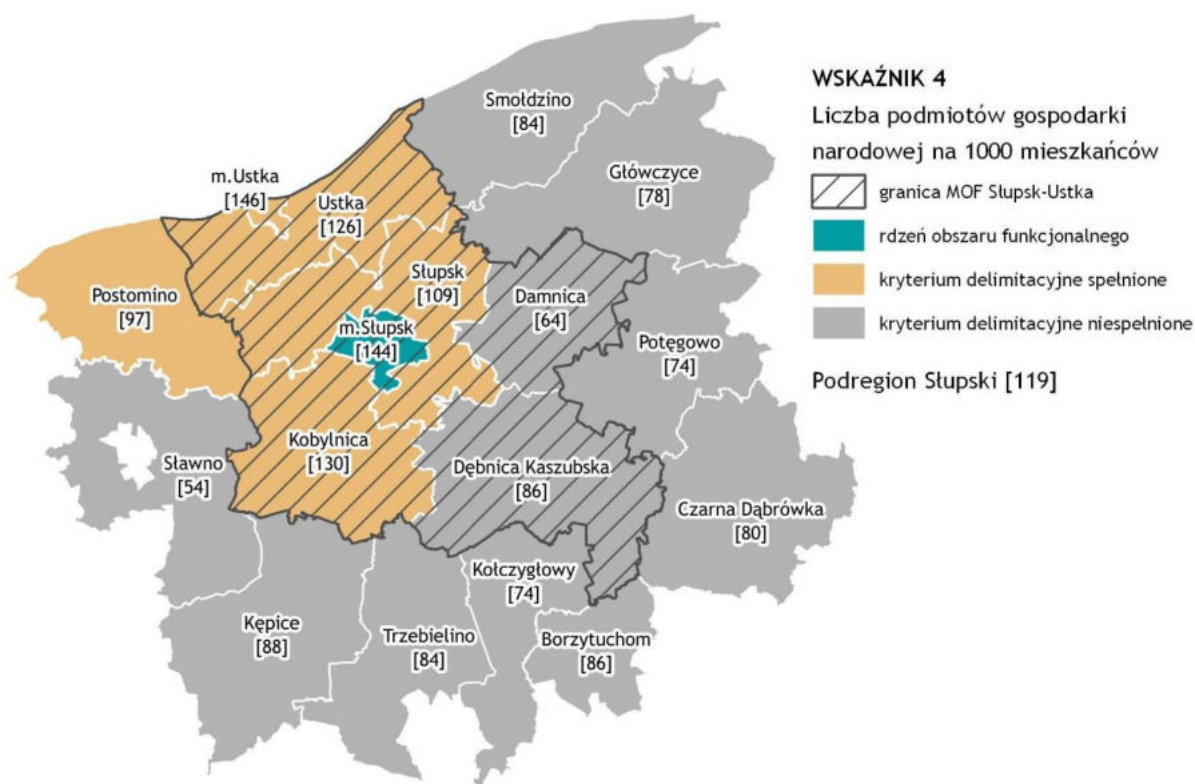 WSKAŹNIK 4
Liczba podmiotów gospodarki
narodowej na 1000 mieszkańców
granica MOF Słupsk-Ustka
rdzeń obszaru funkcjonalnego
kryterium delimitacyjne spełnione
kryterium delimitacyjne niespełnione
Podregion Słupski [119]
Smołdzino
[84]
Główczyce
[78]
m.Ustka
[146]
Ustka
[126]
Słupsk
[109]
Postomino
[97]
Damnica
[64]
m.Słupsk
[144]
Potęgowo
[74]
Kobylnica
[130]
Sławno
[54]
Dębnica Kaszubska
[86]
Czarna Dąbrówka
[80]
Kołczygłowy
[74]
Kępice
[88]
Trzebielino
[84]
Borzytuchom
[86]